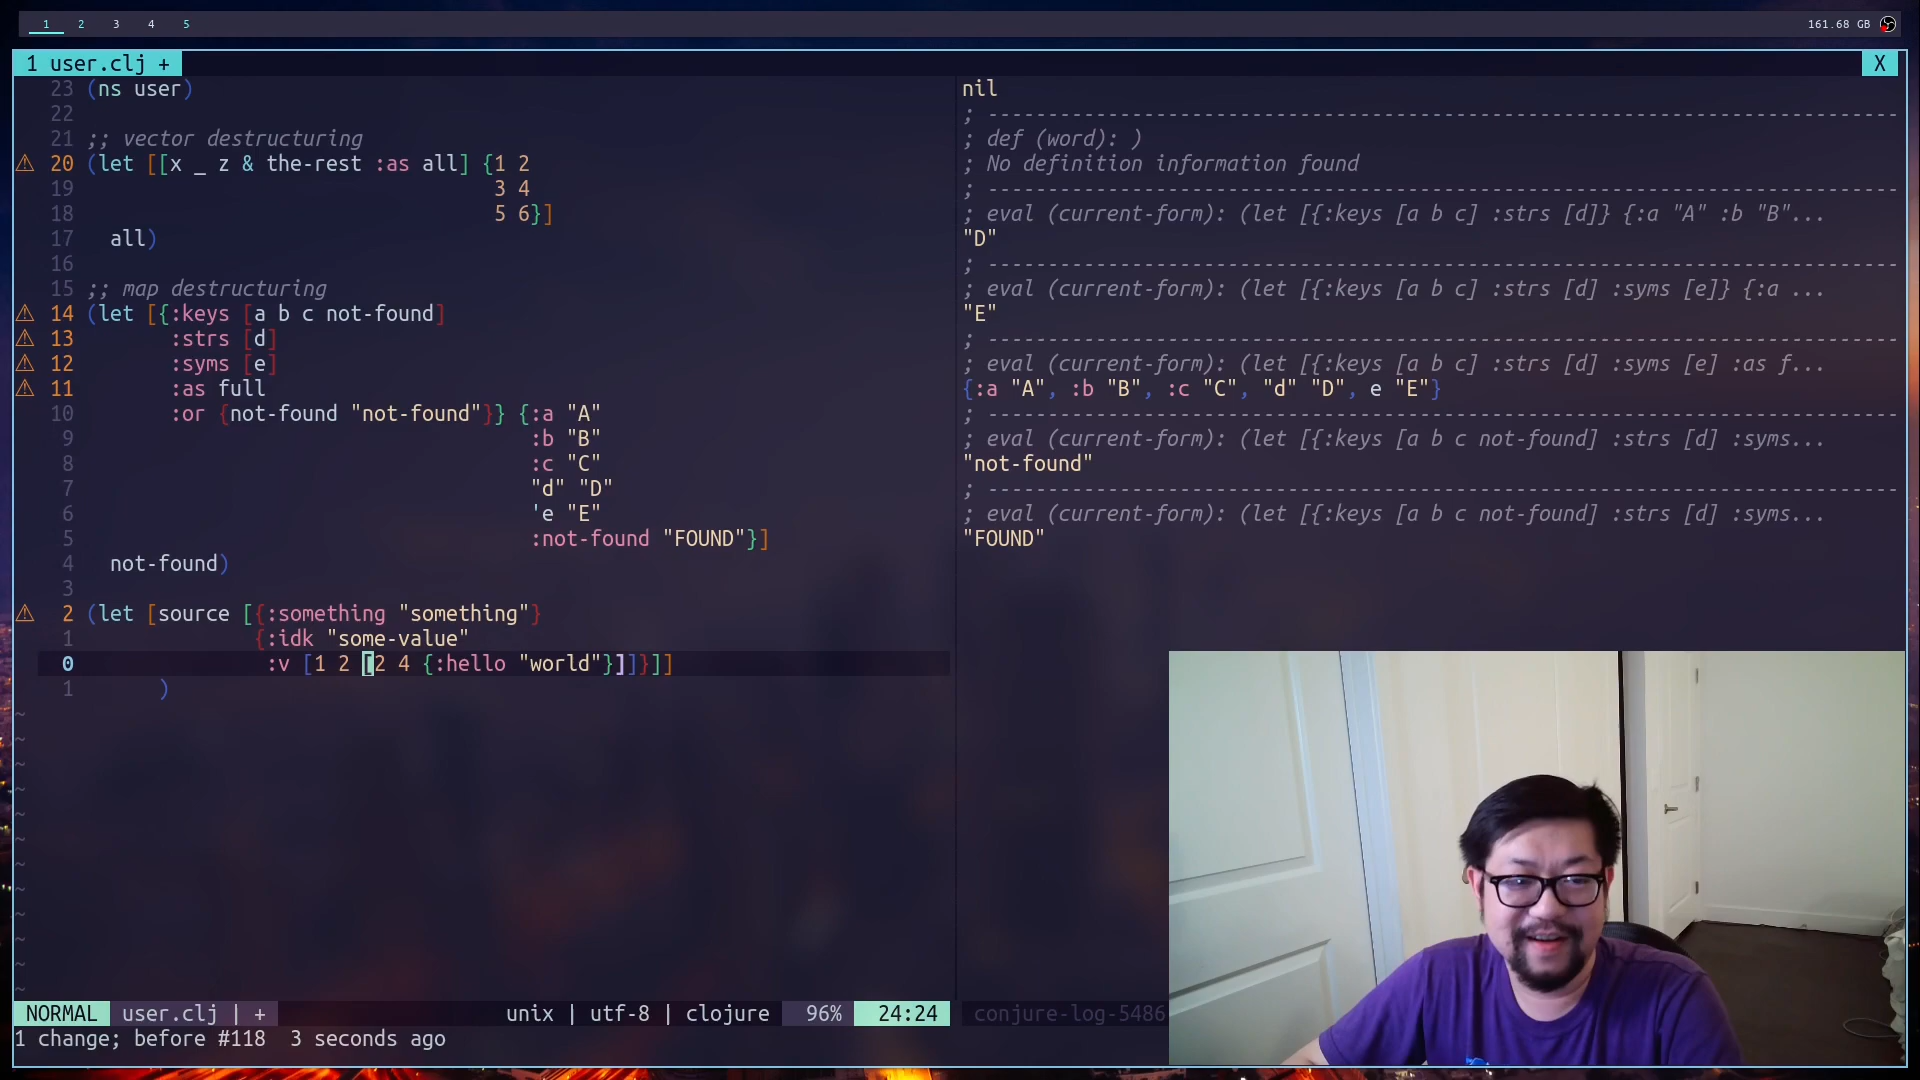 1 2 3 4 5 161.68 GB
1 user.clj + X
23 (ns user)
22
21 ;; vector destructuring
⚠ 20 (let [[x _ z & the-rest :as all] {1 2
19 3 4
18 5 6}]
17 all)
16
15 ;; map destructuring
⚠ 14 (let [{:keys [a b c not-found]
⚠ 13 :strs [d]
⚠ 12 :syms [e]
⚠ 11 :as full
10 :or {not-found "not-found"}} {:a "A"
9 :b "B"
8 :c "C"
7 "d" "D"
6 'e "E"
5 :not-found "FOUND"}]
4 not-found)
3
⚠ 2 (let [source [{:something "something"}
1 {:idk "some-value"
0 :v [1 2 [2 4 {:hello "world"}]]}]]
1 )
~
~
~
~
~
~
~
~
~
~
~
~
nil
; ----------------------------------------------------------------------------
; def (word): )
; No definition information found
; ----------------------------------------------------------------------------
; eval (current-form): (let [{:keys [a b c] :strs [d]} {:a "A" :b "B"...
"D"
; ----------------------------------------------------------------------------
; eval (current-form): (let [{:keys [a b c] :strs [d] :syms [e]} {:a ...
"E"
; ----------------------------------------------------------------------------
; eval (current-form): (let [{:keys [a b c] :strs [d] :syms [e] :as f...
{:a "A", :b "B", :c "C", "d" "D", e "E"}
; ----------------------------------------------------------------------------
; eval (current-form): (let [{:keys [a b c not-found] :strs [d] :syms...
"not-found"
; ----------------------------------------------------------------------------
; eval (current-form): (let [{:keys [a b c not-found] :strs [d] :syms...
"FOUND"
NORMAL user.clj | + unix | utf-8 | clojure 96% 24:24 conjure-log-5486
1 change; before #118 3 seconds ago